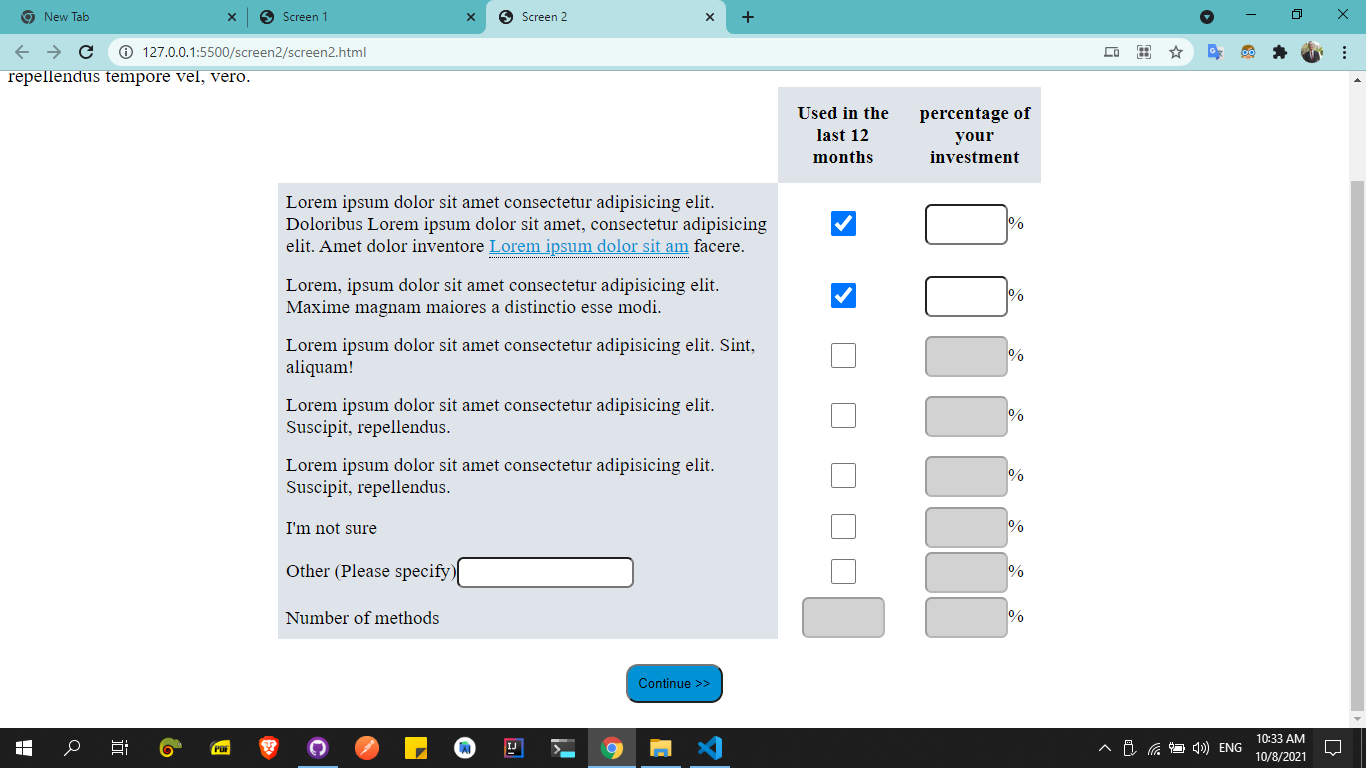 New Tab
Screen 1
Screen 2
127.0.0.1:5500/screen2/screen2.html
repellendus tempore vel, vero.
Used in the
last 12
months
percentage of
your
investment
Lorem ipsum dolor sit amet consectetur adipisicing elit.
Doloribus Lorem ipsum dolor sit amet, consectetur adipisicing
elit. Amet dolor inventore Lorem ipsum dolor sit am facere.
%
Lorem, ipsum dolor sit amet consectetur adipisicing elit.
Maxime magnam maiores a distinctio esse modi.
%
Lorem ipsum dolor sit amet consectetur adipisicing elit. Sint,
aliquam!
%
Lorem ipsum dolor sit amet consectetur adipisicing elit.
Suscipit, repellendus.
%
Lorem ipsum dolor sit amet consectetur adipisicing elit.
Suscipit, repellendus.
%
I'm not sure
%
Other (Please specify)
%
Number of methods
%
Continue >>
PDF
IJ
ENG
10:33 AM
10/8/2021